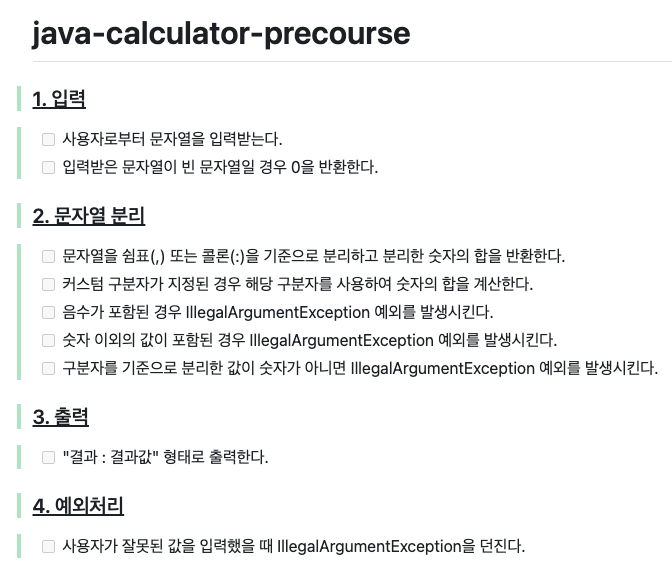 java-calculator-precourse
1. 입력
사용자로부터 문자열을 입력받는다.
입력받은 문자열이 빈 문자열일 경우 0을 반환한다.
2. 문자열 분리
문자열을 쉼표(,) 또는 콜론(:)을 기준으로 분리하고 분리한 숫자의 합을 반환한다.
커스텀 구분자가 지정된 경우 해당 구분자를 사용하여 숫자의 합을 계산한다.
음수가 포함된 경우 IllegalArgumentException 예외를 발생시킨다.
숫자 이외의 값이 포함된 경우 IllegalArgumentException 예외를 발생시킨다.
구분자를 기준으로 분리한 값이 숫자가 아니면 IllegalArgumentException 예외를 발생시킨다.
3. 출력
"결과 : 결과값" 형태로 출력한다.
4. 예외처리
사용자가 잘못된 값을 입력했을 때 IllegalArgumentException을 던진다.